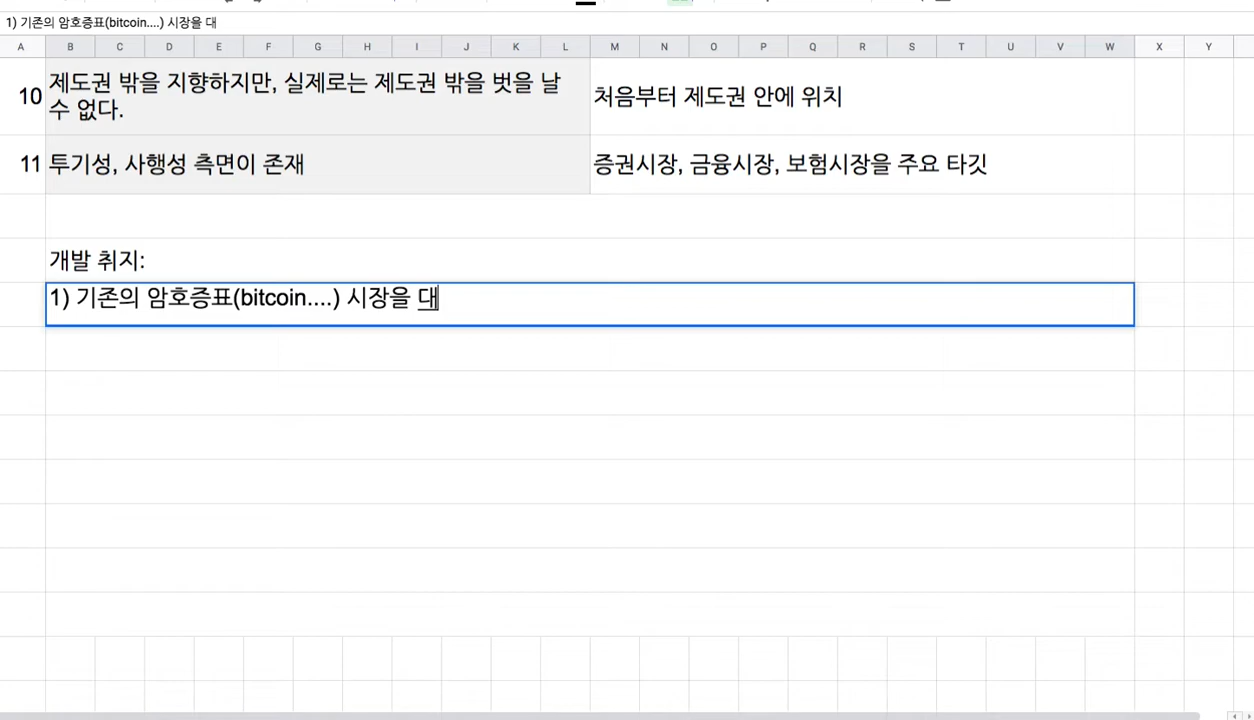 1) 기존의 암호증표(bitcoin....) 시장을 대
A B C D E F G H I J K L M N O P Q R S T U V W X Y
10 제도권 밖을 지향하지만, 실제로는 제도권 밖을 벗을 날
수 없다.
처음부터 제도권 안에 위치
11 투기성, 사행성 측면이 존재
증권시장, 금융시장, 보험시장을 주요 타깃
개발 취지:
1) 기존의 암호증표(bitcoin....) 시장을 대